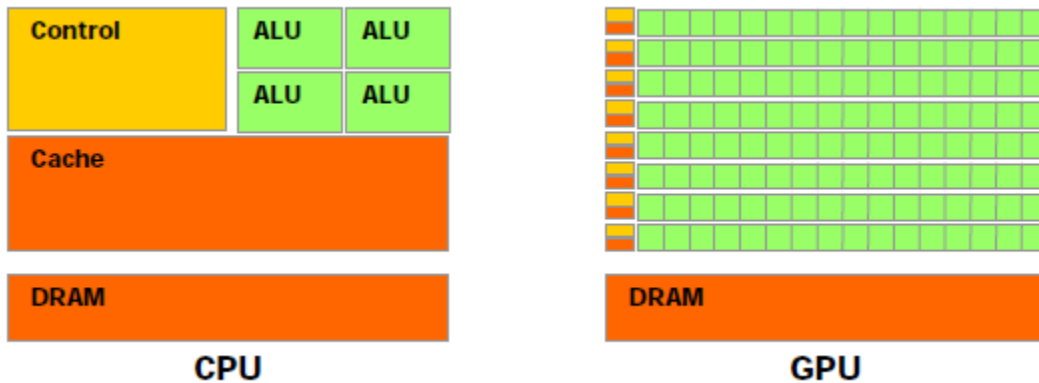 Control
ALU ALU
ALU ALU
Cache
DRAM
CPU
DRAM
GPU